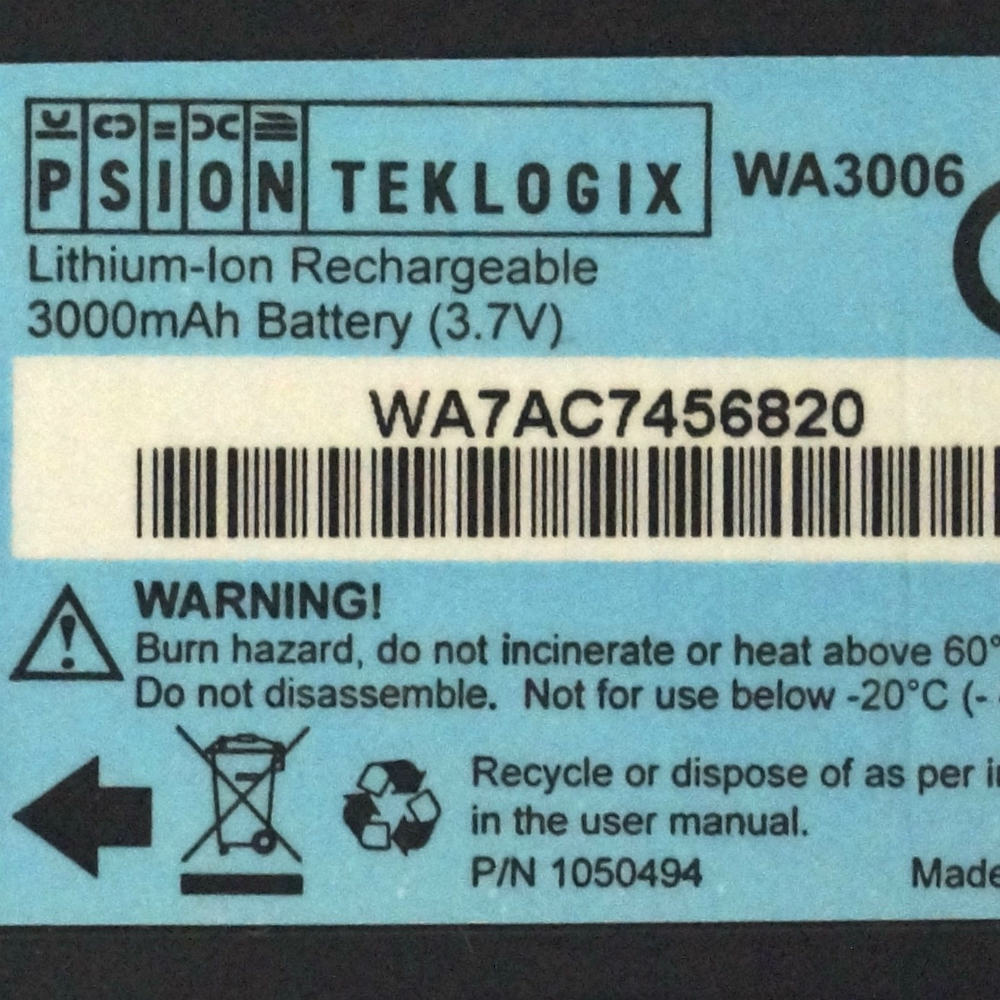 PSION TEKLOGIX WA3006
Lithium-Ion Rechargeable
3000mAh Battery (3.7V)
WA7AC7456820
WARNING!
Burn hazard, do not incinerate or heat above 60°
Do not disassemble. Not for use below -20°C (-
Recycle or dispose of as per
in the user manual.
P/N 1050494 Made